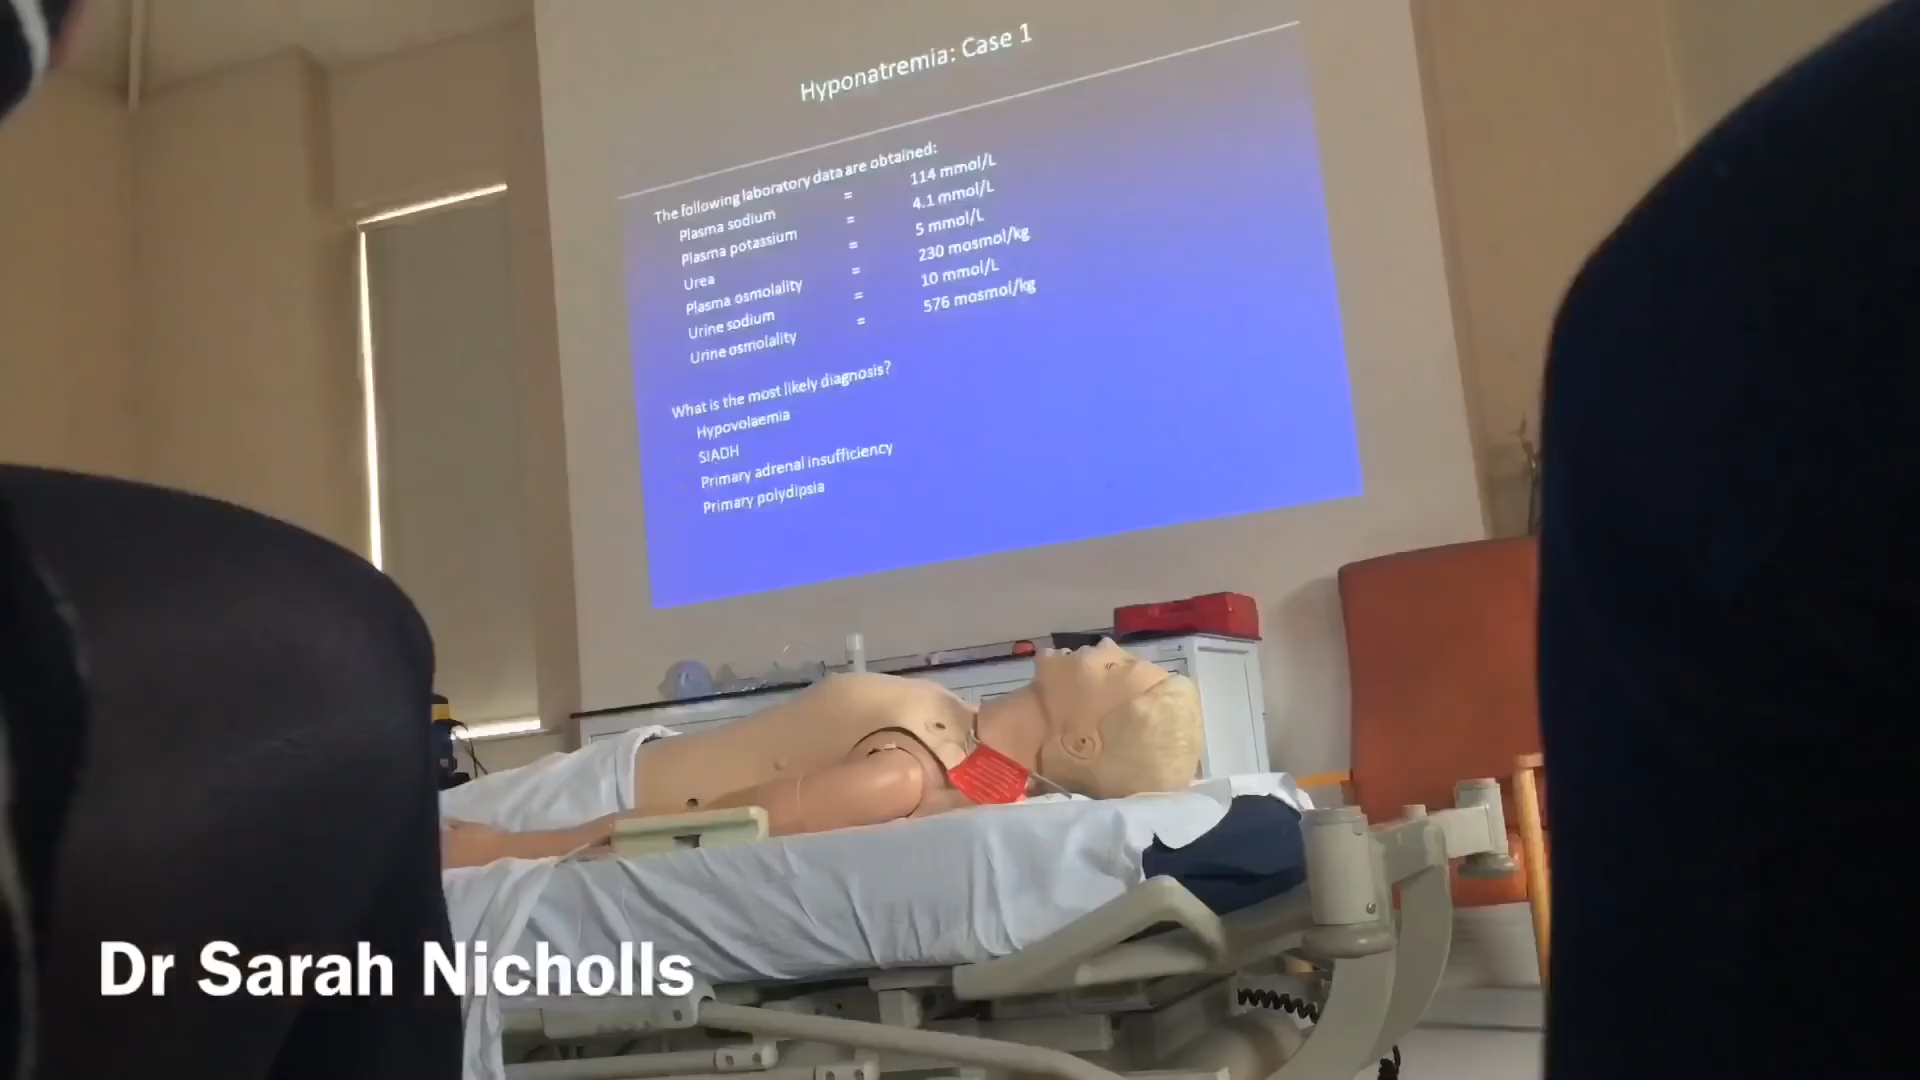 Hyponatremia: Case 1
The following laboratory data are obtained:
Plasma sodium = 114 mmol/L
Plasma potassium = 4.1 mmol/L
Urea = 5 mmol/L
Plasma osmolality = 230 mosmol/kg
Urine sodium = 10 mmol/L
Urine osmolality = 576 mosmol/kg
What is the most likely diagnosis?
Hypovolaemia
SIADH
Primary adrenal insufficiency
Primary polydipsia
Dr Sarah Nicholls